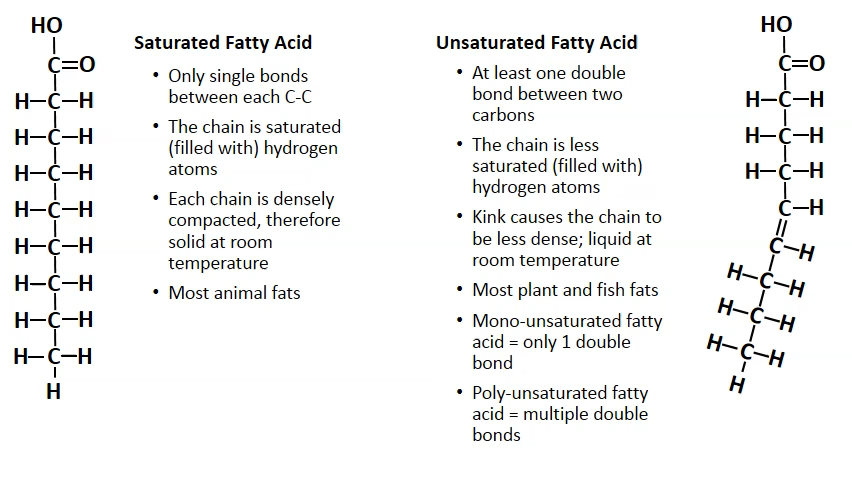 HO
C=O
H–C–H
H–C–H
H–C–H
H–C–H
H–C–H
H–C–H
H–C–H
H–C–H
H
Saturated Fatty Acid
• Only single bonds
between each C-C
• The chain is saturated
(filled with) hydrogen
atoms
• Each chain is densely
compacted, therefore
solid at room
temperature
• Most animal fats
Unsaturated Fatty Acid
• At least one double
bond between two
carbons
• The chain is less
saturated (filled with)
hydrogen atoms
• Kink causes the chain to
be less dense; liquid at
room temperature
• Most plant and fish fats
• Mono-unsaturated fatty
acid = only 1 double
bond
• Poly-unsaturated fatty
acid = multiple double
bonds
HO
C=O
H–C–H
H–C–H
H–C–H
C–H
C–H
H–C–H
H–C–H
H–C–H
H